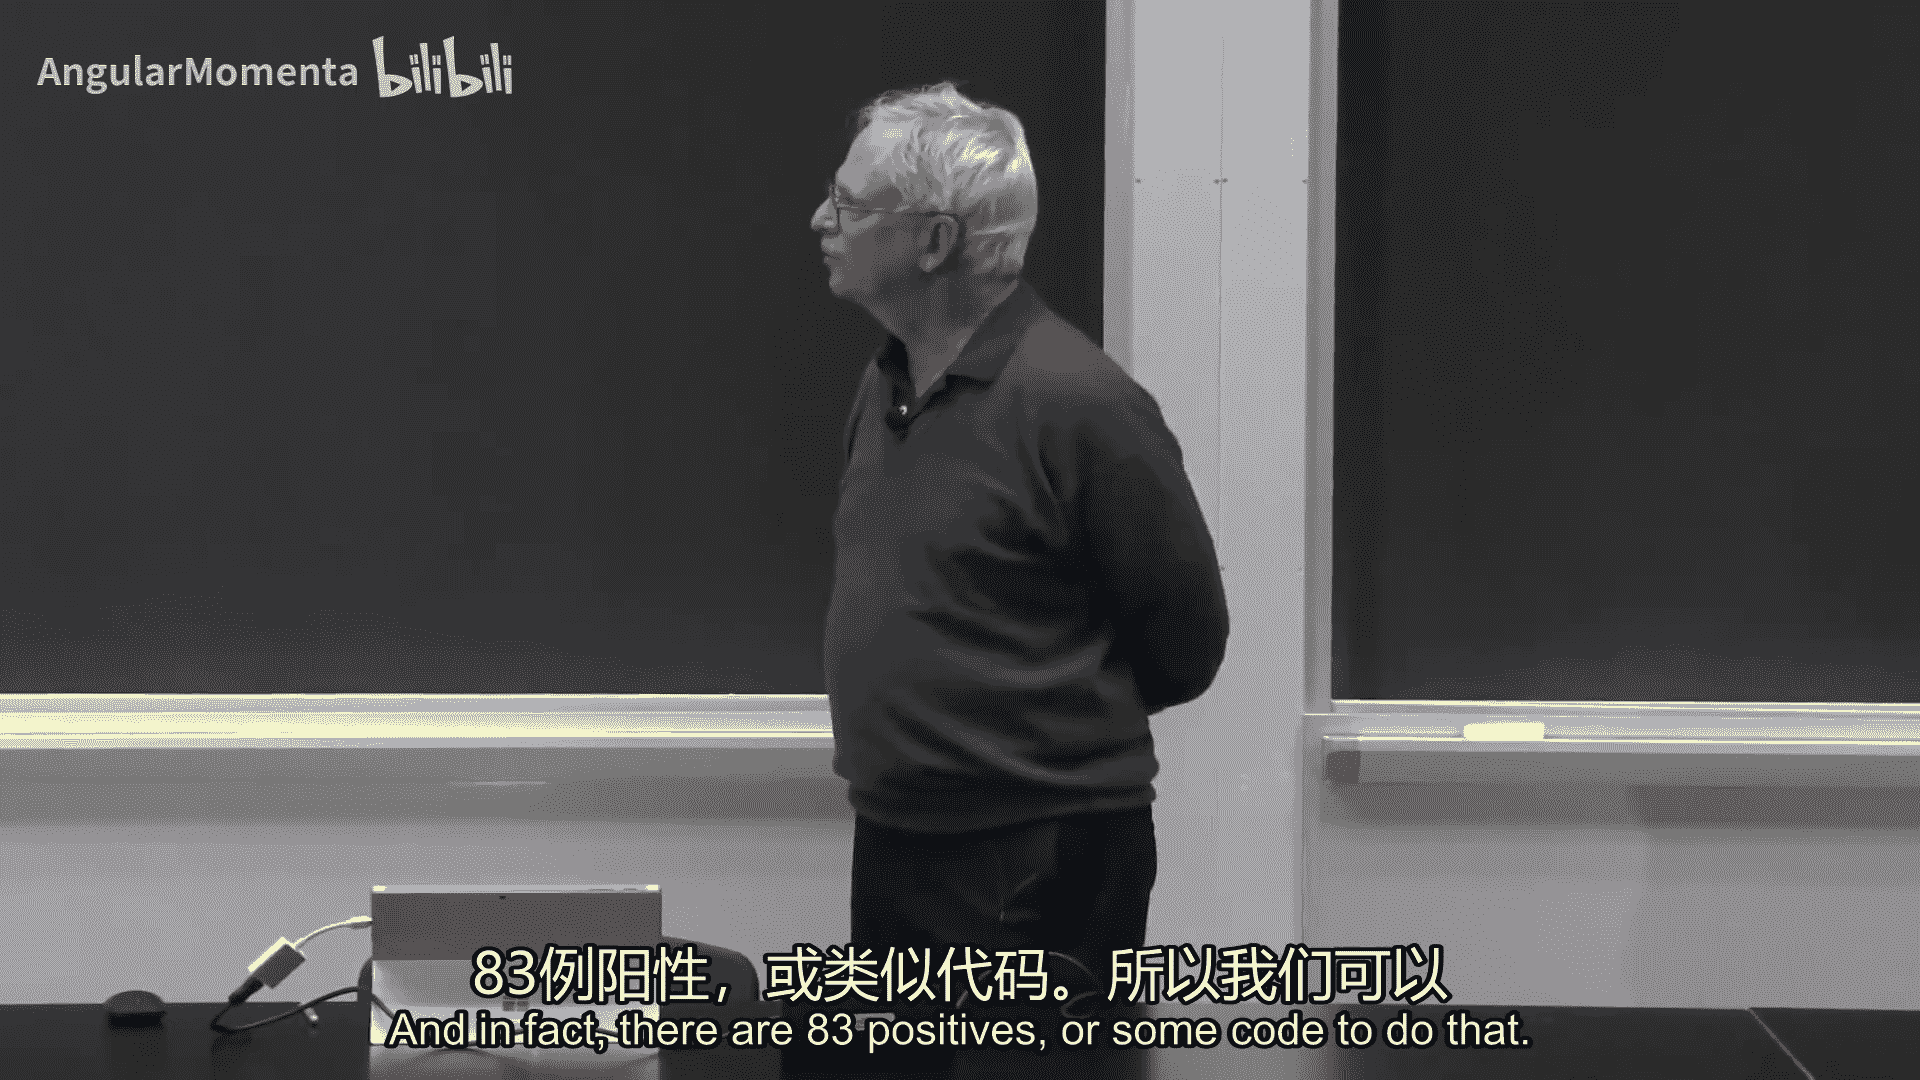 AngularMomenta bilibili
83例阳性，或类似代码。所以我们可以
And in fact, there are 83 positives, or some code to do that.